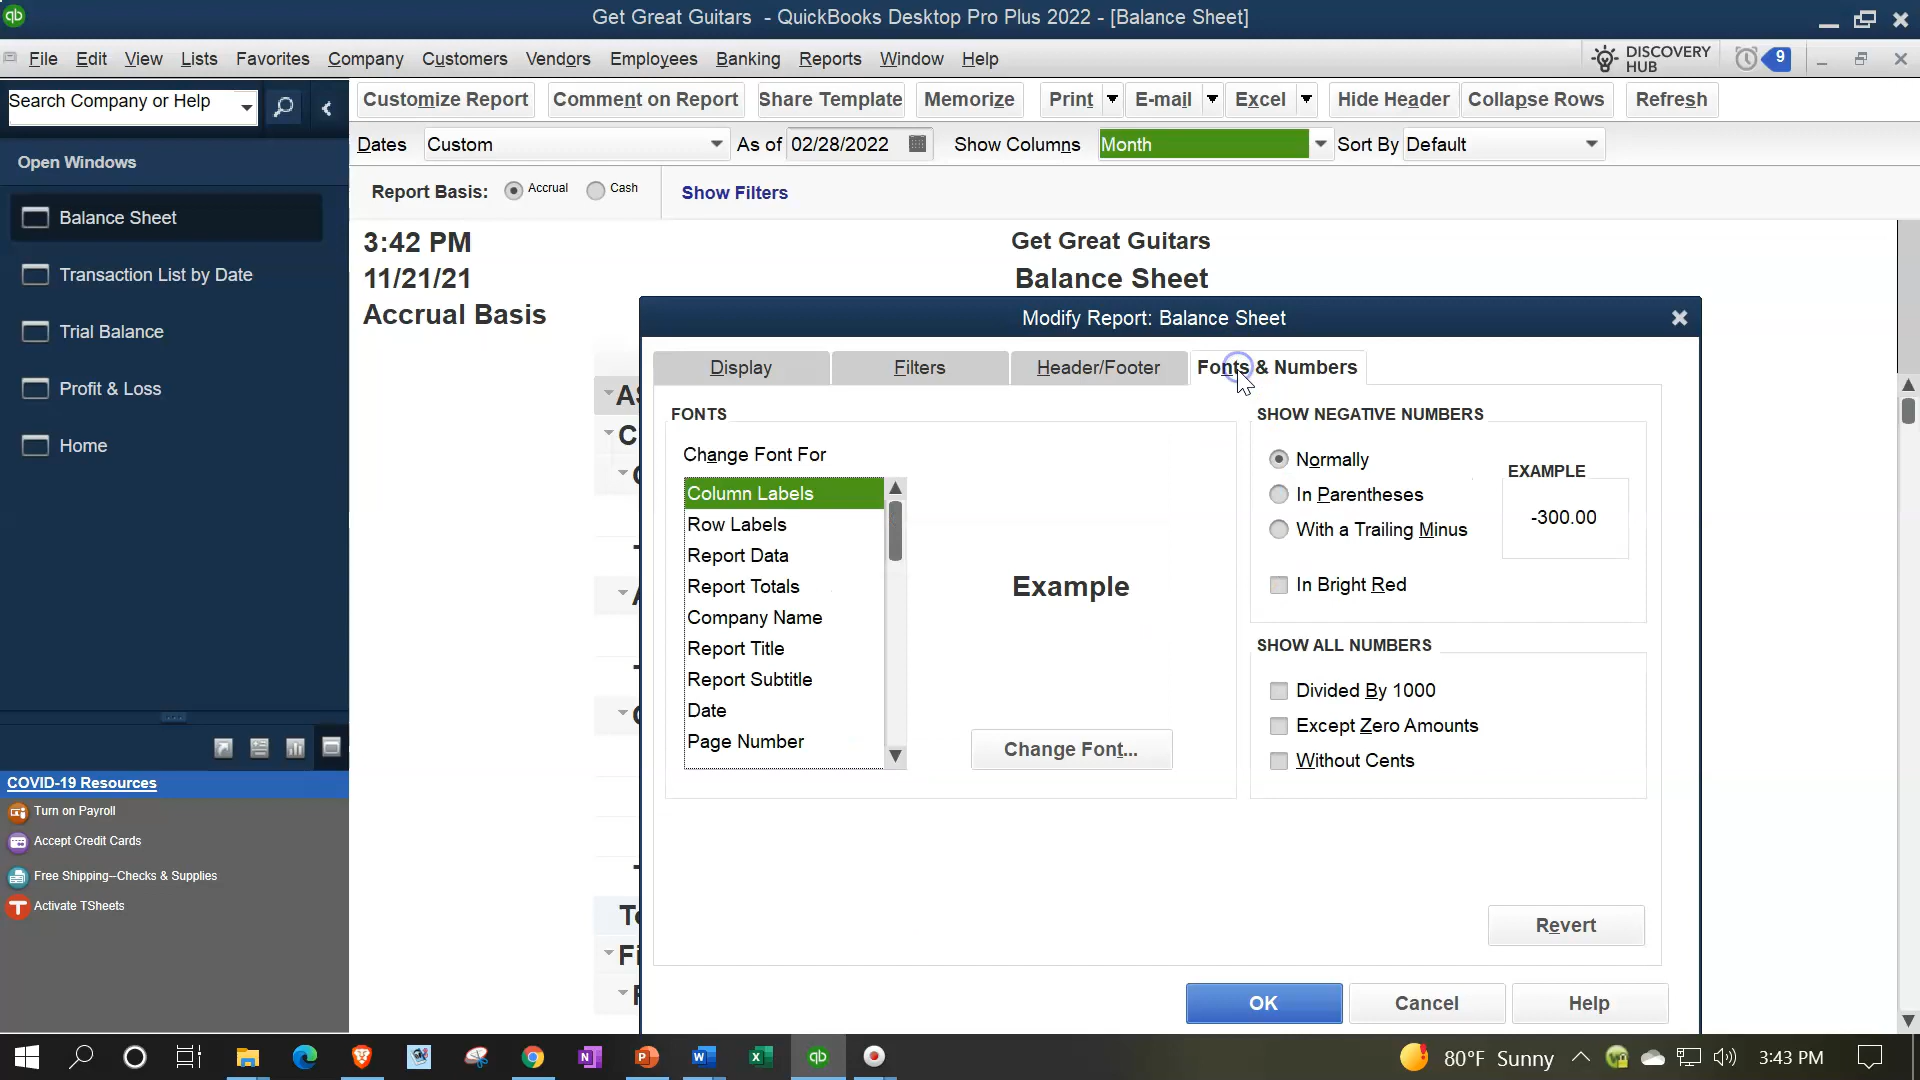 Get Great Guitars - QuickBooks Desktop Pro Plus 2022 - [Balance Sheet]
File Edit View Lists Favorites Company Customers Vendors Employees Banking Reports Window Help
DISCOVERY
HUB
9
Search Company or Help
Customize Report Comment on Report Share Template Memorize Print E-mail Excel Hide Header Collapse Rows Refresh
Dates Custom As of 02/28/2022 Show Columns Month Sort By Default
Open Windows
Report Basis: Accrual Cash Show Filters
Balance Sheet
Transaction List by Date
Trial Balance
Profit & Loss
Home
3:42 PM
11/21/21
Accrual Basis
Get Great Guitars
Balance Sheet
Modify Report: Balance Sheet
Display Filters Header/Footer Fonts & Numbers
FONTS
Change Font For
Column Labels
Row Labels
Report Data
Report Totals
Company Name
Report Title
Report Subtitle
Date
Page Number
Example
Change Font...
SHOW NEGATIVE NUMBERS
Normally
In Parentheses
With a Trailing Minus
In Bright Red
EXAMPLE
-300.00
SHOW ALL NUMBERS
Divided By 1000
Except Zero Amounts
Without Cents
Revert
OK Cancel Help
COVID-19 Resources
Turn on Payroll
Accept Credit Cards
Free Shipping--Checks & Supplies
Activate TSheets
80°F Sunny
3:43 PM